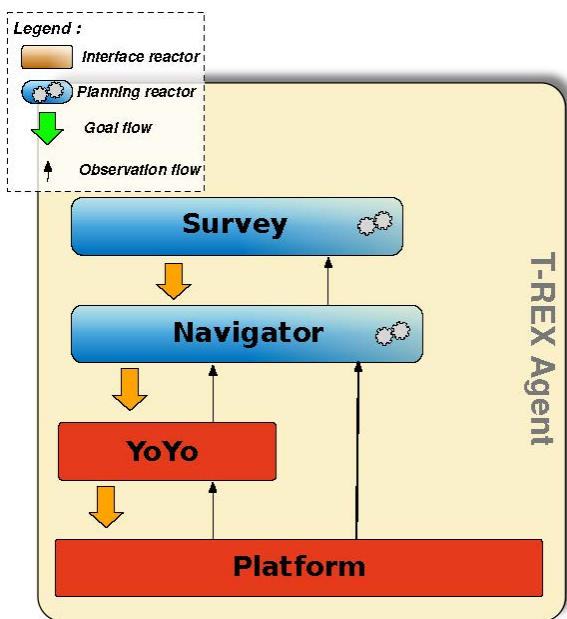 Legend :
Interface reactor
Planning reactor
Goal flow
Observation flow
Survey
Navigator
YoYo
Platform
T-REX Agent